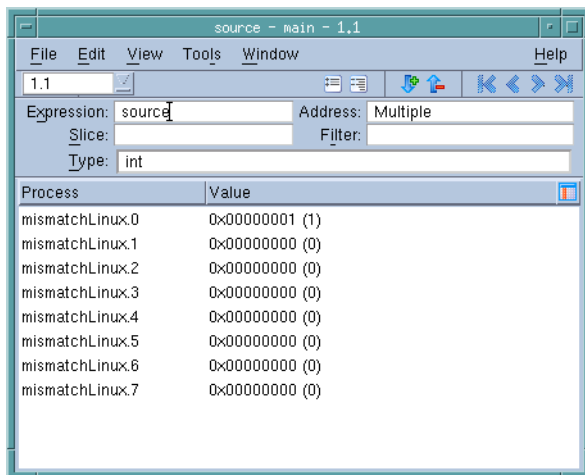 source - main - 1.1
File Edit View Tools Window Help
1.1
Expression: source Address: Multiple
Slice: Filter:
Type: int
Process Value
mismatchLinux.0 0x00000001 (1)
mismatchLinux.1 0x00000000 (0)
mismatchLinux.2 0x00000000 (0)
mismatchLinux.3 0x00000000 (0)
mismatchLinux.4 0x00000000 (0)
mismatchLinux.5 0x00000000 (0)
mismatchLinux.6 0x00000000 (0)
mismatchLinux.7 0x00000000 (0)